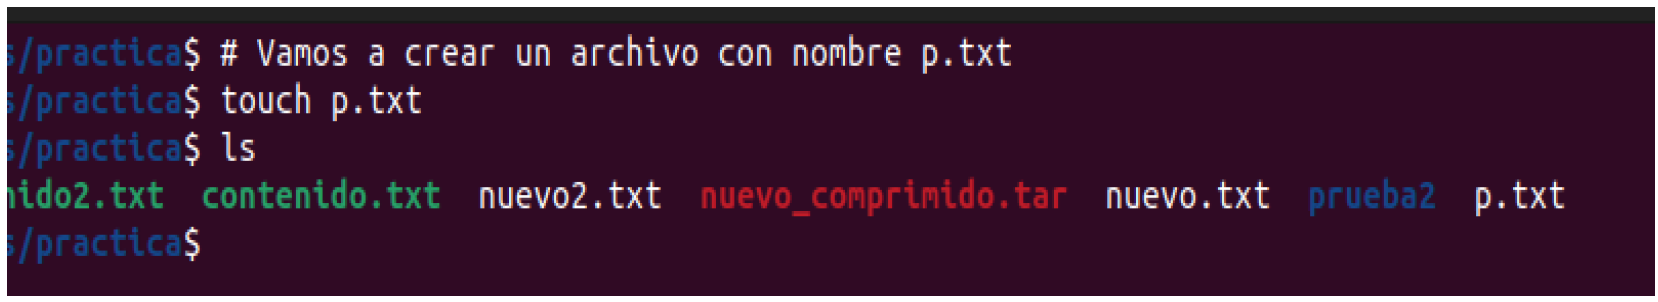 s/practica$ # Vamos a crear un archivo con nombre p.txt
s/practica$ touch p.txt
s/practica$ ls
nido2.txt contenido.txt nuevo2.txt nuevo_comprimido.tar nuevo.txt prueba2 p.txt
s/practica$